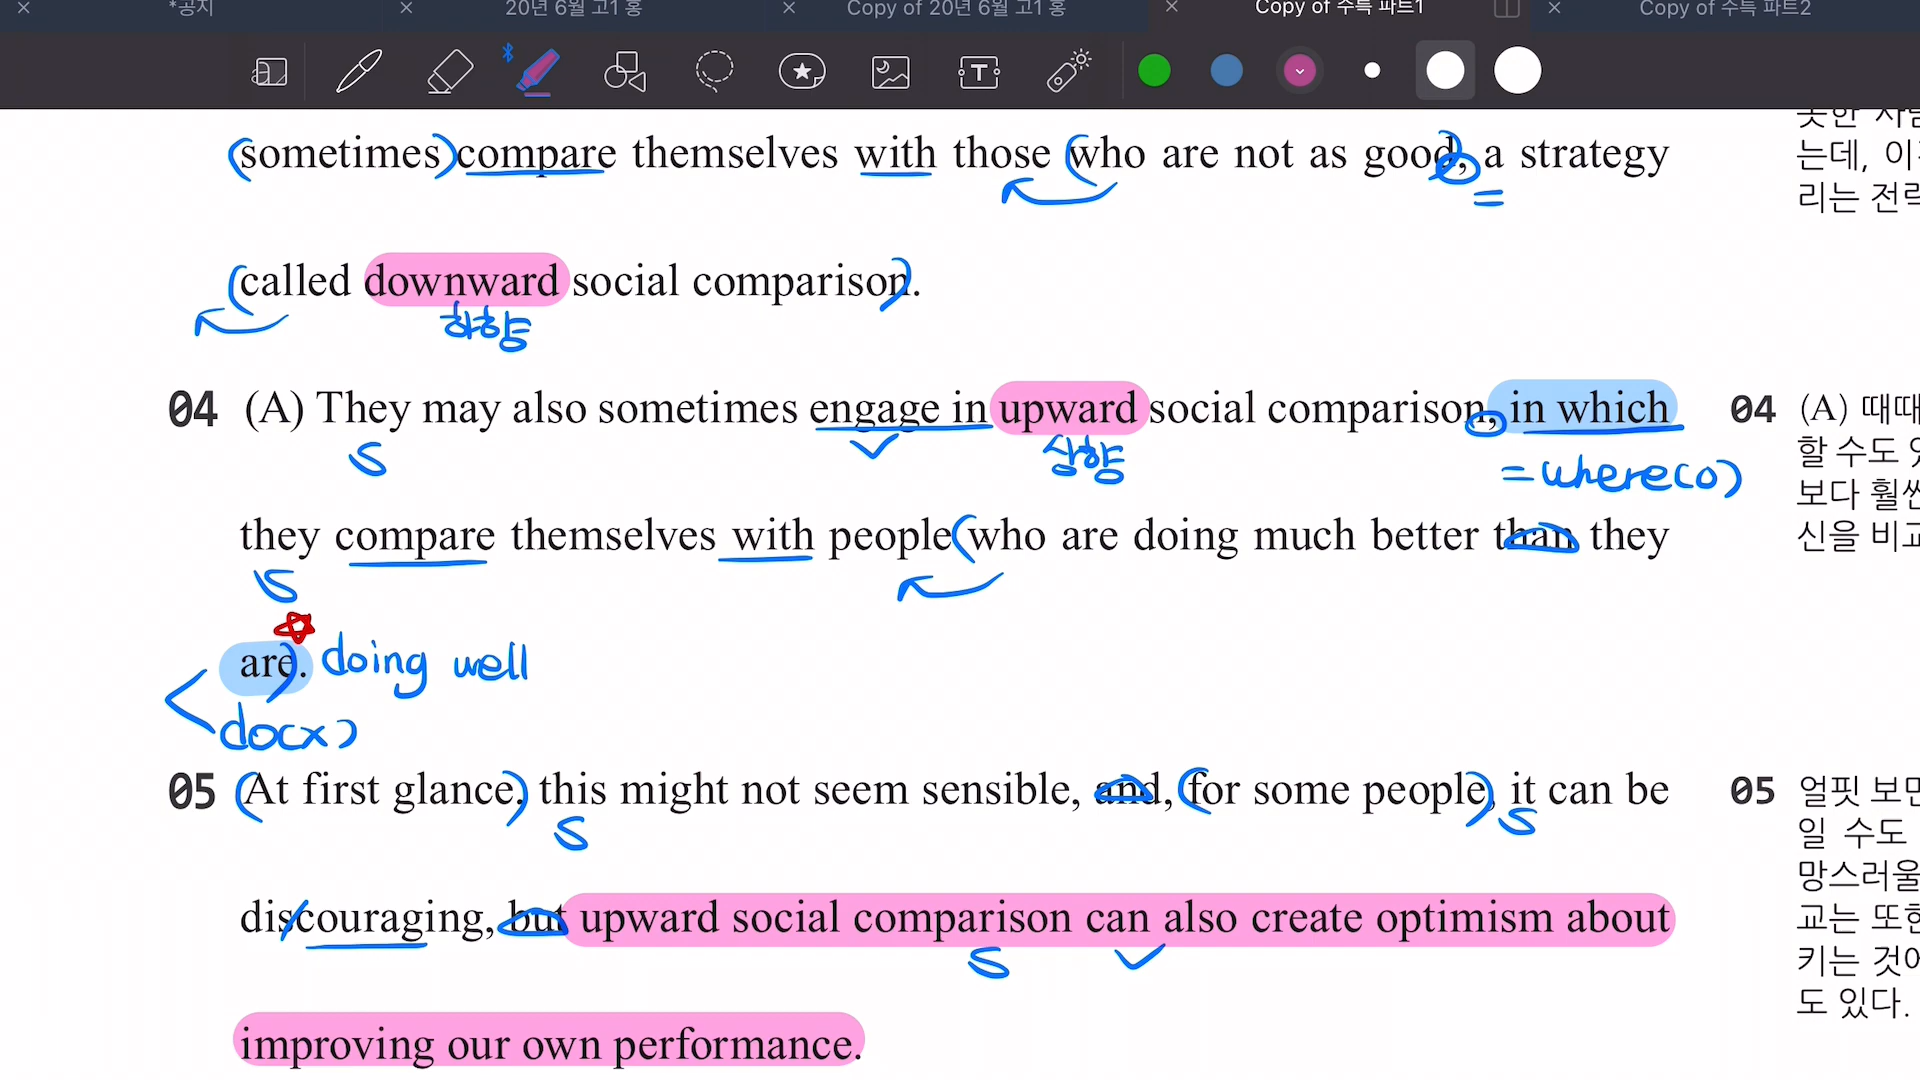 *공지
20년 6월 고1 홍
Copy of 20년 6월 고1 홍
Copy of 수특 파트1
Copy of 수특 파트2
(sometimes) compare themselves with those (who are not as good), a strategy
=
(called downward social comparison).
하향
04 (A) They may also sometimes engage in upward social comparison, in which
S
상향
=where(o)
they compare themselves with people (who are doing much better than they
S
are). doing well
do(x)
05 (At first glance), this might not seem sensible, and, (for some people), it can be
S
S
discouraging, but upward social comparison can also create optimism about
S
improving our own performance.
는데, 이
리는 전략
04 (A) 때때
할 수도 있
보다 훨씬
신을 비교
05 얼핏 보면
일 수도
망스러울
교는 또한
키는 것에
도 있다.